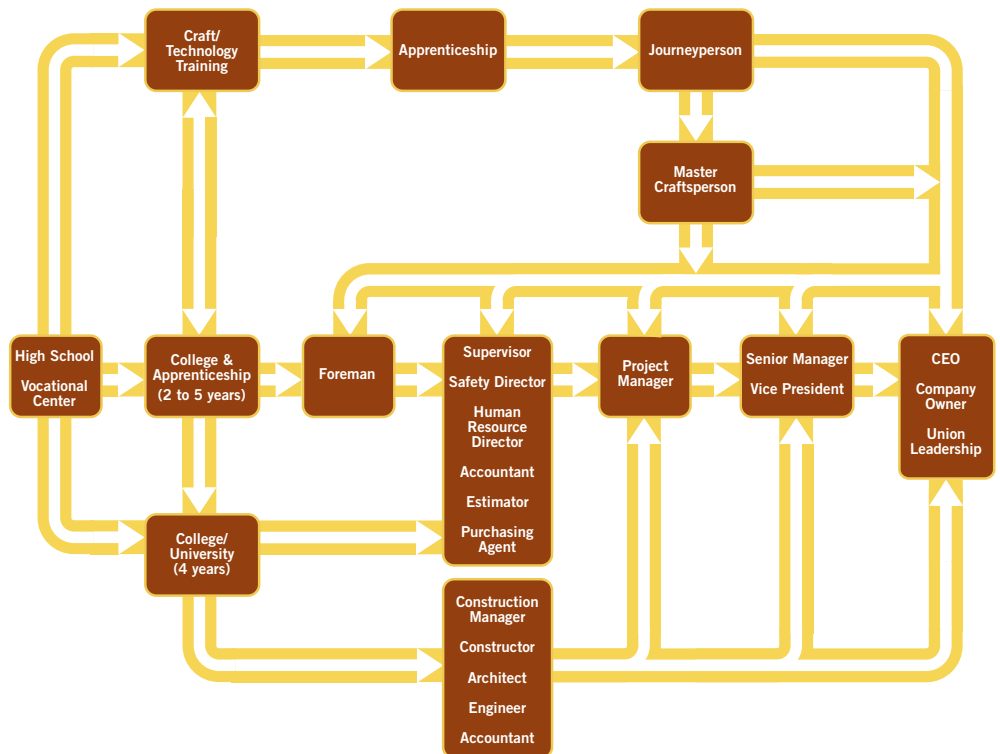 Craft/
Technology
Training
Apprenticeship
Journeyperson
Master
Craftsperson
High School
Vocational
Center
College &
Apprenticeship
(2 to 5 years)
Foreman
Supervisor
Safety Director
Human
Resource
Director
Accountant
Estimator
Purchasing
Agent
Project
Manager
Senior Manager
Vice President
CEO
Company
Owner
Union
Leadership
College/
University
(4 years)
Construction
Manager
Constructor
Architect
Engineer
Accountant